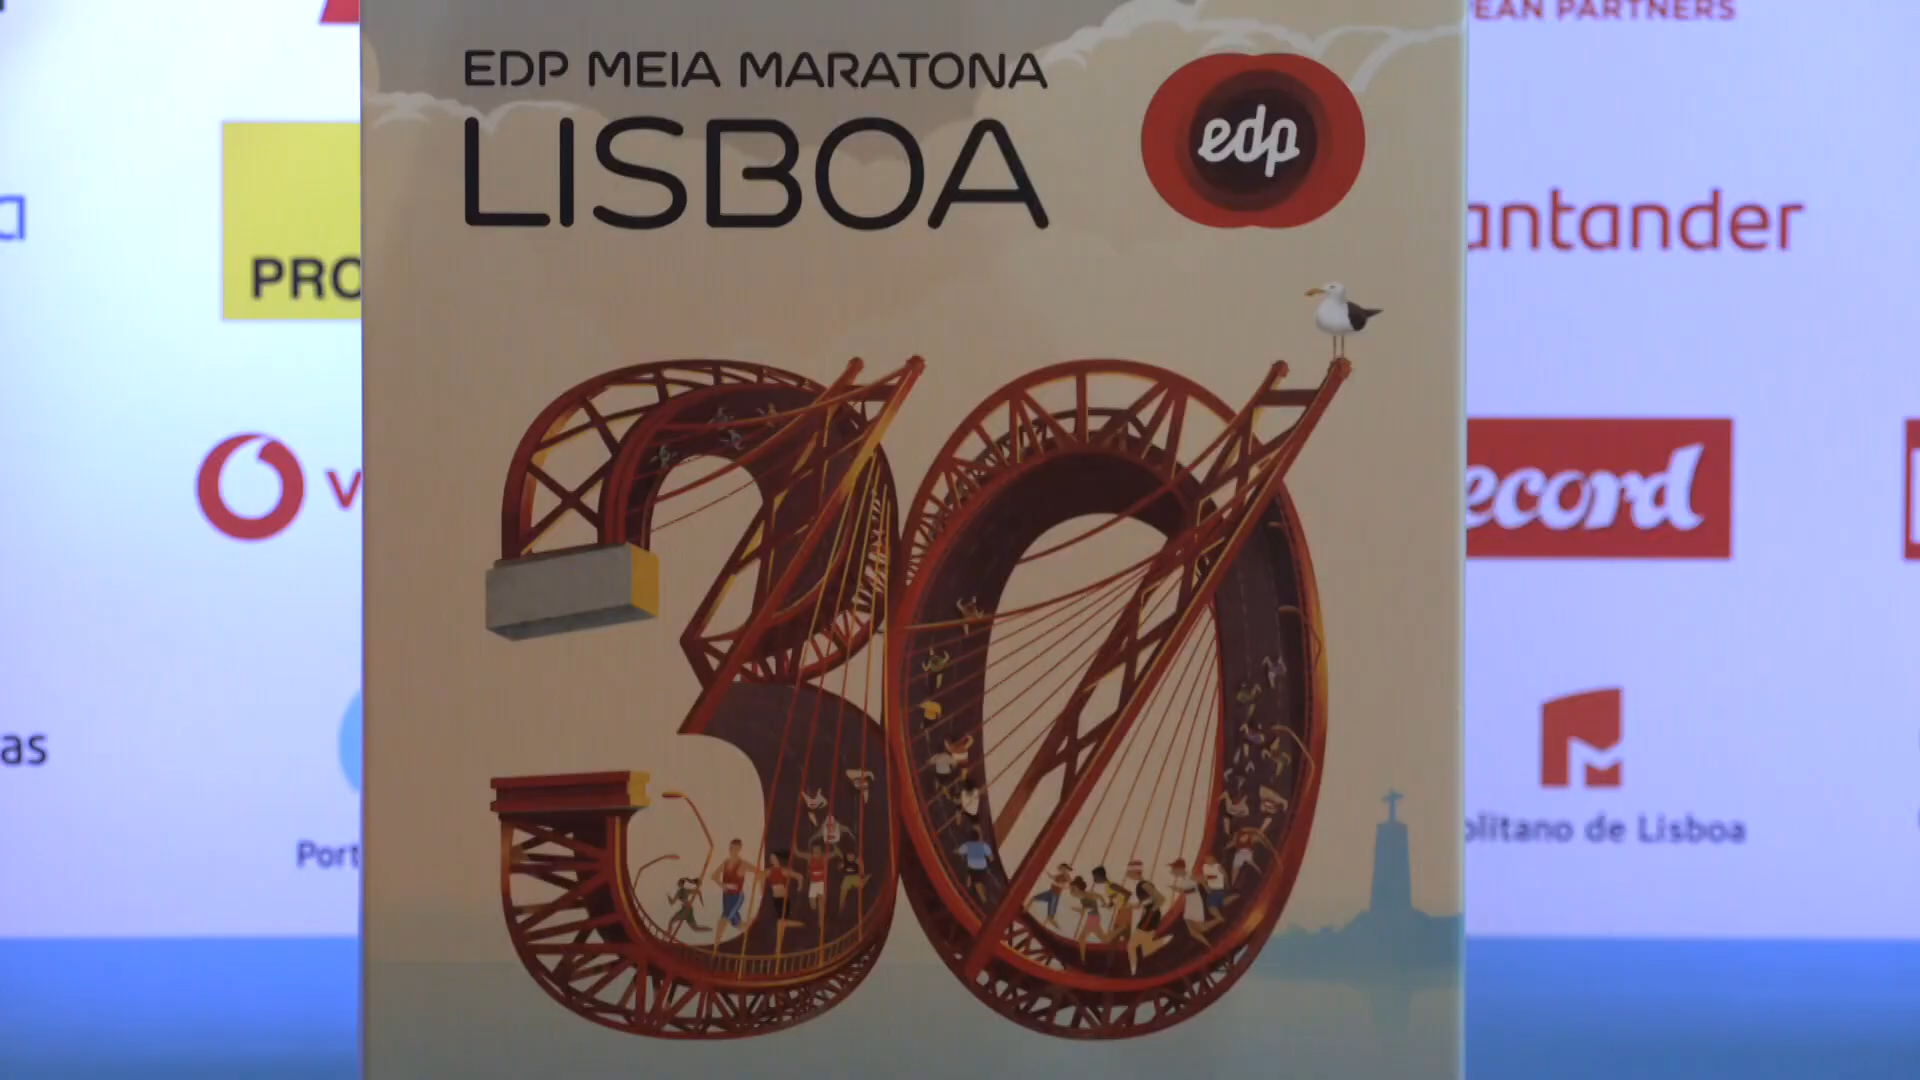 EAN PARTNERS
EDP MEIA MARATONA
LISBOA
edp
a
PRO
antander
V
ecord
30
as
Port
olitano de Lisboa